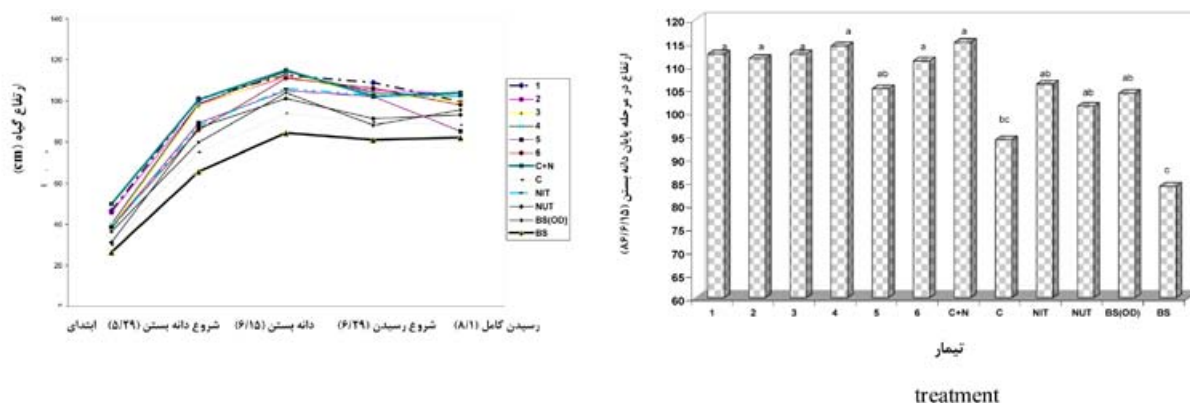 ارتفاع گیاه (cm)
140
120
100
80
60
40
20
0
ابتدای
شروع دانه بستن (۵/۲۹)
دانه بستن (۶/۱۵)
شروع رسیدن (۶/۲۹)
رسیدن کامل (۸/۱)
1
2
3
4
5
6
C+N
C
NIT
NUT
BS(OD)
BS
ارتفاع در مرحله پایان دانه بستن (۸۶/۶/۱۵)
120
115
110
105
100
95
90
85
80
75
70
65
60
a a a a ab a a bc ab ab ab c
1 2 3 4 5 6 C+N C NIT NUT BS(OD) BS
تیمار
treatment